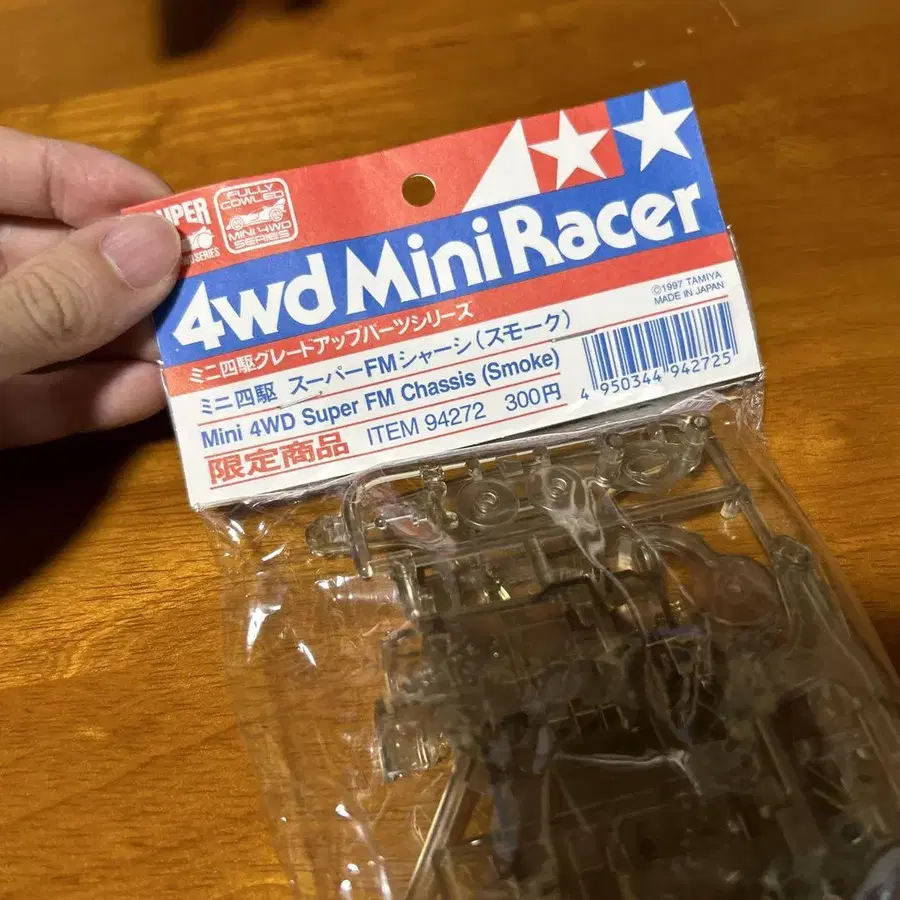 SUPER
SERIES
FULLY
COWLED
MINI 4WD
SERIES
4wd Mini Racer
©1997 TAMIYA
MADE IN JAPAN
ミニ四駆グレードアップパーツシリーズ
ミニ四駆 スーパーFMシャーシ(スモーク)
Mini 4WD Super FM Chassis (Smoke)
限定商品 ITEM 94272 300円
4 950344 942725